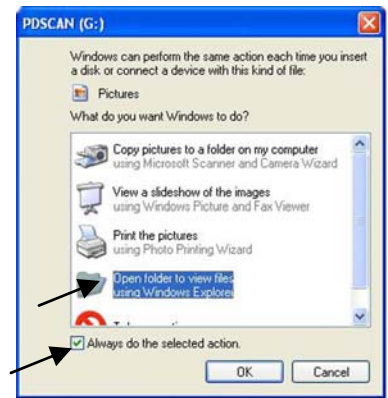 PDSCAN (G:)
Windows can perform the same action each time you insert
a disk or connect a device with this kind of file:
Pictures
What do you want Windows to do?
Copy pictures to a folder on my computer
using Microsoft Scanner and Camera Wizard
View a slideshow of the images
using Windows Picture and Fax Viewer
Print the pictures
using Photo Printing Wizard
Open folder to view files
using Windows Explorer
Always do the selected action.
OK
Cancel